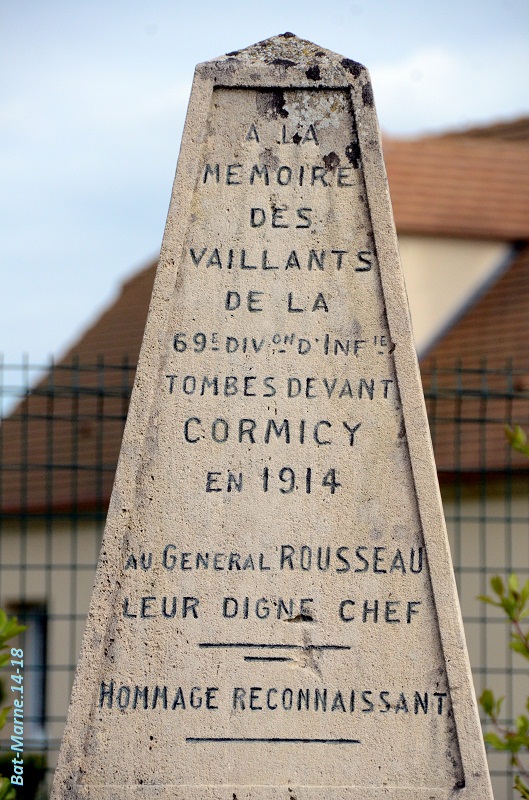 A LA
MEMOIRE
DES
VAILLANTS
DE LA
69E DIVON D'INFIE
TOMBES DEVANT
CORMICY
EN 1914
AU GENERAL ROUSSEAU
LEUR DIGNE CHEF
HOMMAGE RECONNAISSANT
Bat-Marne.14-18